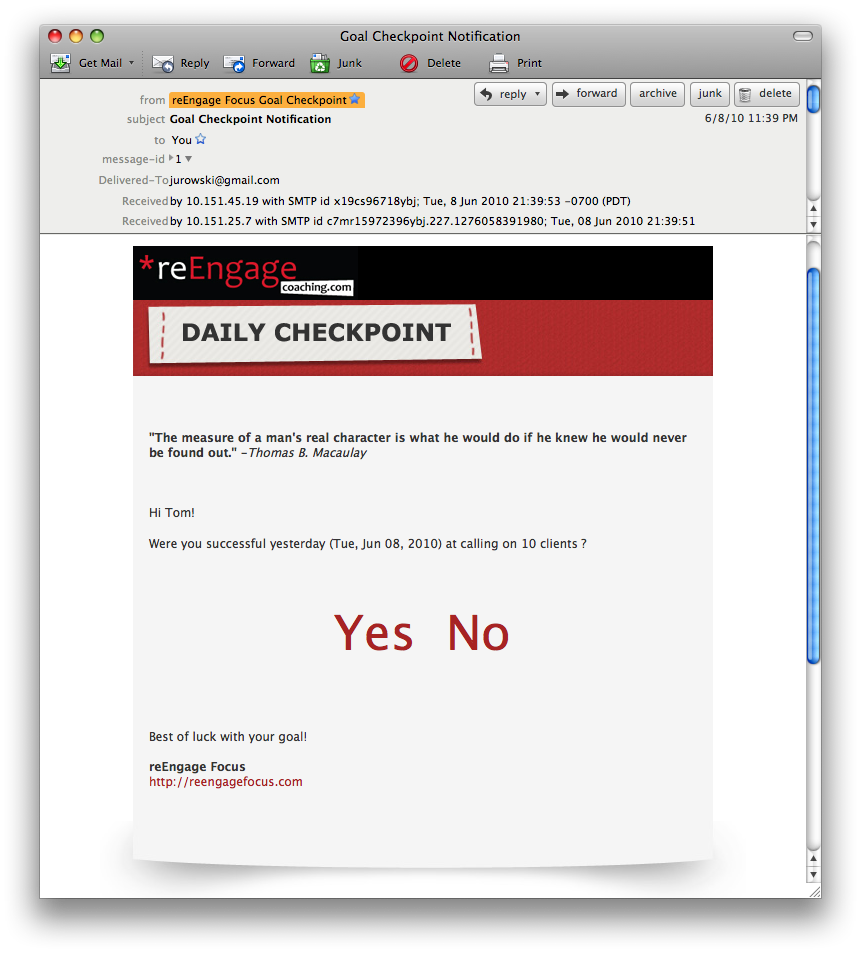 Goal Checkpoint Notification
Get Mail Reply Forward Junk Delete Print
reply forward archive junk delete
from reEngage Focus Goal Checkpoint
subject Goal Checkpoint Notification 6/8/10 11:39 PM
to You
message-id 1
Delivered-To jurowski@gmail.com
Received by 10.151.45.19 with SMTP id x19cs96718ybj; Tue, 8 Jun 2010 21:39:53 -0700 (PDT)
Received by 10.151.25.7 with SMTP id c7mr15972396ybj.227.1276058391980; Tue, 08 Jun 2010 21:39:51
*reEngage
coaching.com
DAILY CHECKPOINT
"The measure of a man's real character is what he would do if he knew he would never
be found out." -Thomas B. Macaulay
Hi Tom!
Were you successful yesterday (Tue, Jun 08, 2010) at calling on 10 clients ?
Yes No
Best of luck with your goal!
reEngage Focus
http://reengagefocus.com